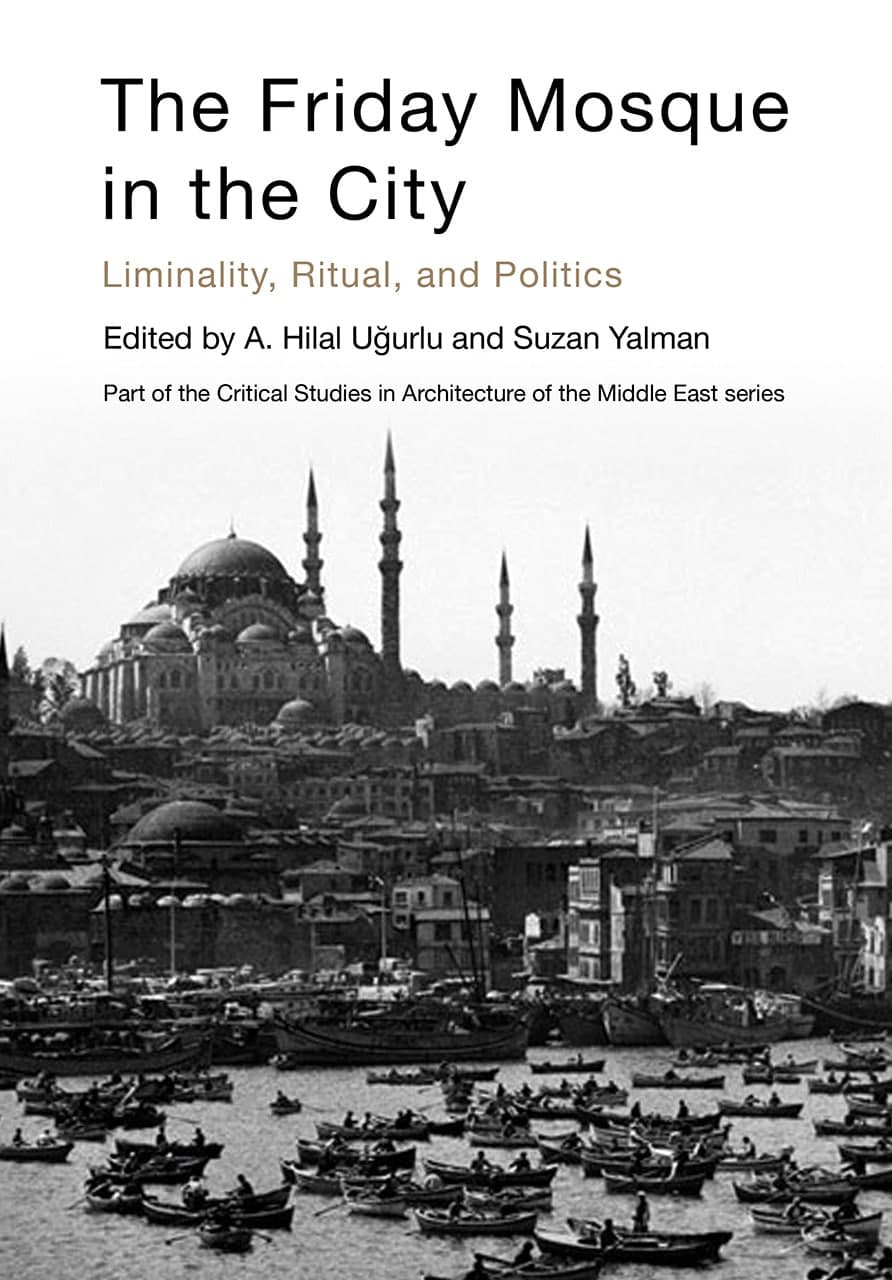 The Friday Mosque
in the City
Liminality, Ritual, and Politics
Edited by A. Hilal Uğurlu and Suzan Yalman
Part of the Critical Studies in Architecture of the Middle East series